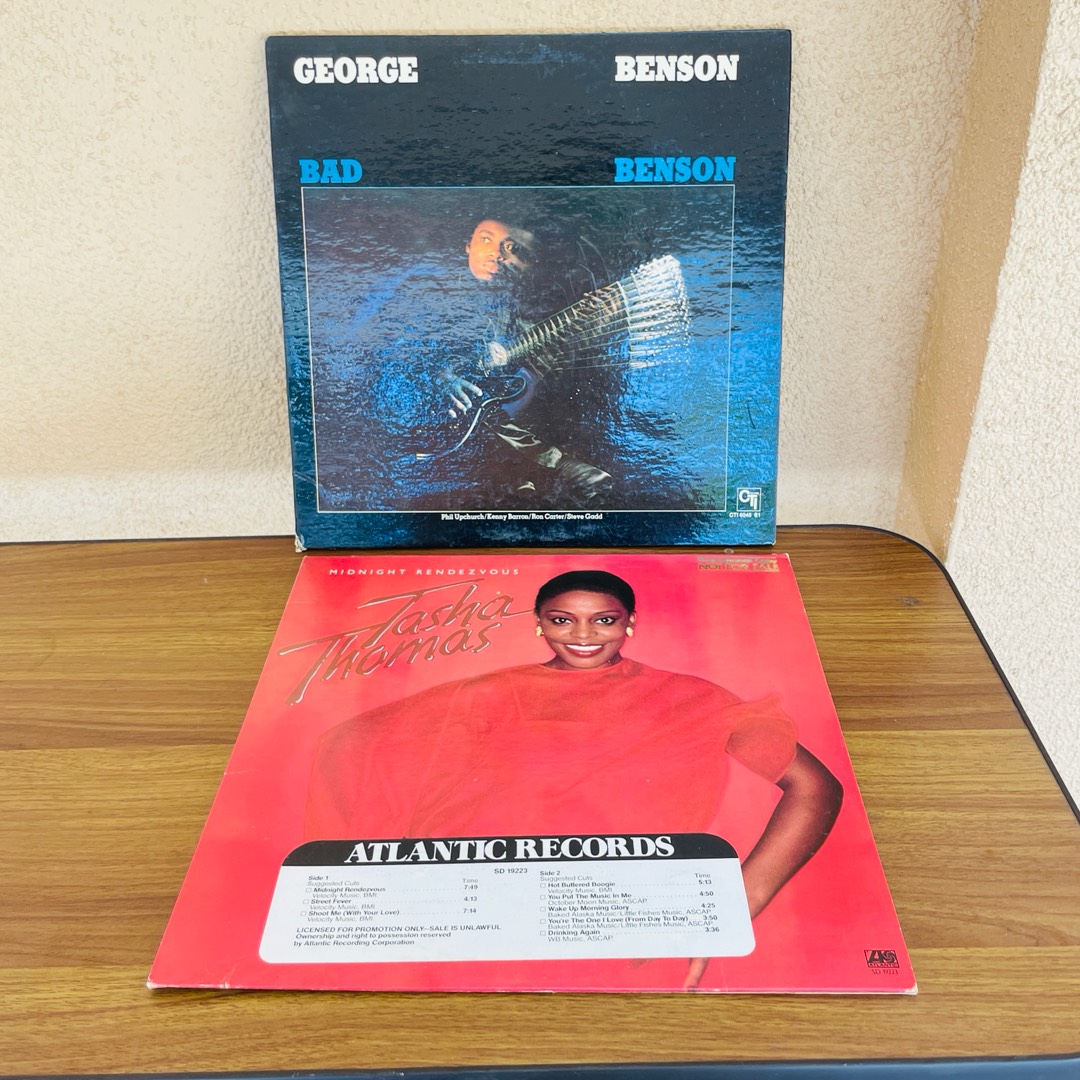 GEORGE BENSON
BAD BENSON
Phil Upchurch/Kenny Barron/Ron Carter/Steve Gadd
CTI
CTI 6045 S1
MIDNIGHT RENDEZVOUS
Tasha
Thomas
ATLANTIC RECORDS
SD 19223
Side 1
Suggested Cuts Time
Midnight Rendezvous 7:49
Velocity Music, BMI
Street Fever 4:13
Velocity Music, BMI
Shoot Me (With Your Love) 7:14
Velocity Music, BMI
LICENSED FOR PROMOTION ONLY—SALE IS UNLAWFUL
Ownership and right to possession reserved
by Atlantic Recording Corporation
Side 2
Suggested Cuts Time
Hot Buttered Boogie 5:13
Velocity Music, BMI
You Put The Music In Me 4:50
October Moon Music, ASCAP
Wake Up Morning Glory 4:25
Baked Alaska Music/Little Fishes Music, ASCAP
You're The One I Love (From Day To Day) 3:50
Baked Alaska Music/Little Fishes Music, ASCAP
Drinking Again 3:36
WB Music, ASCAP
ATLANTIC
SD 19223